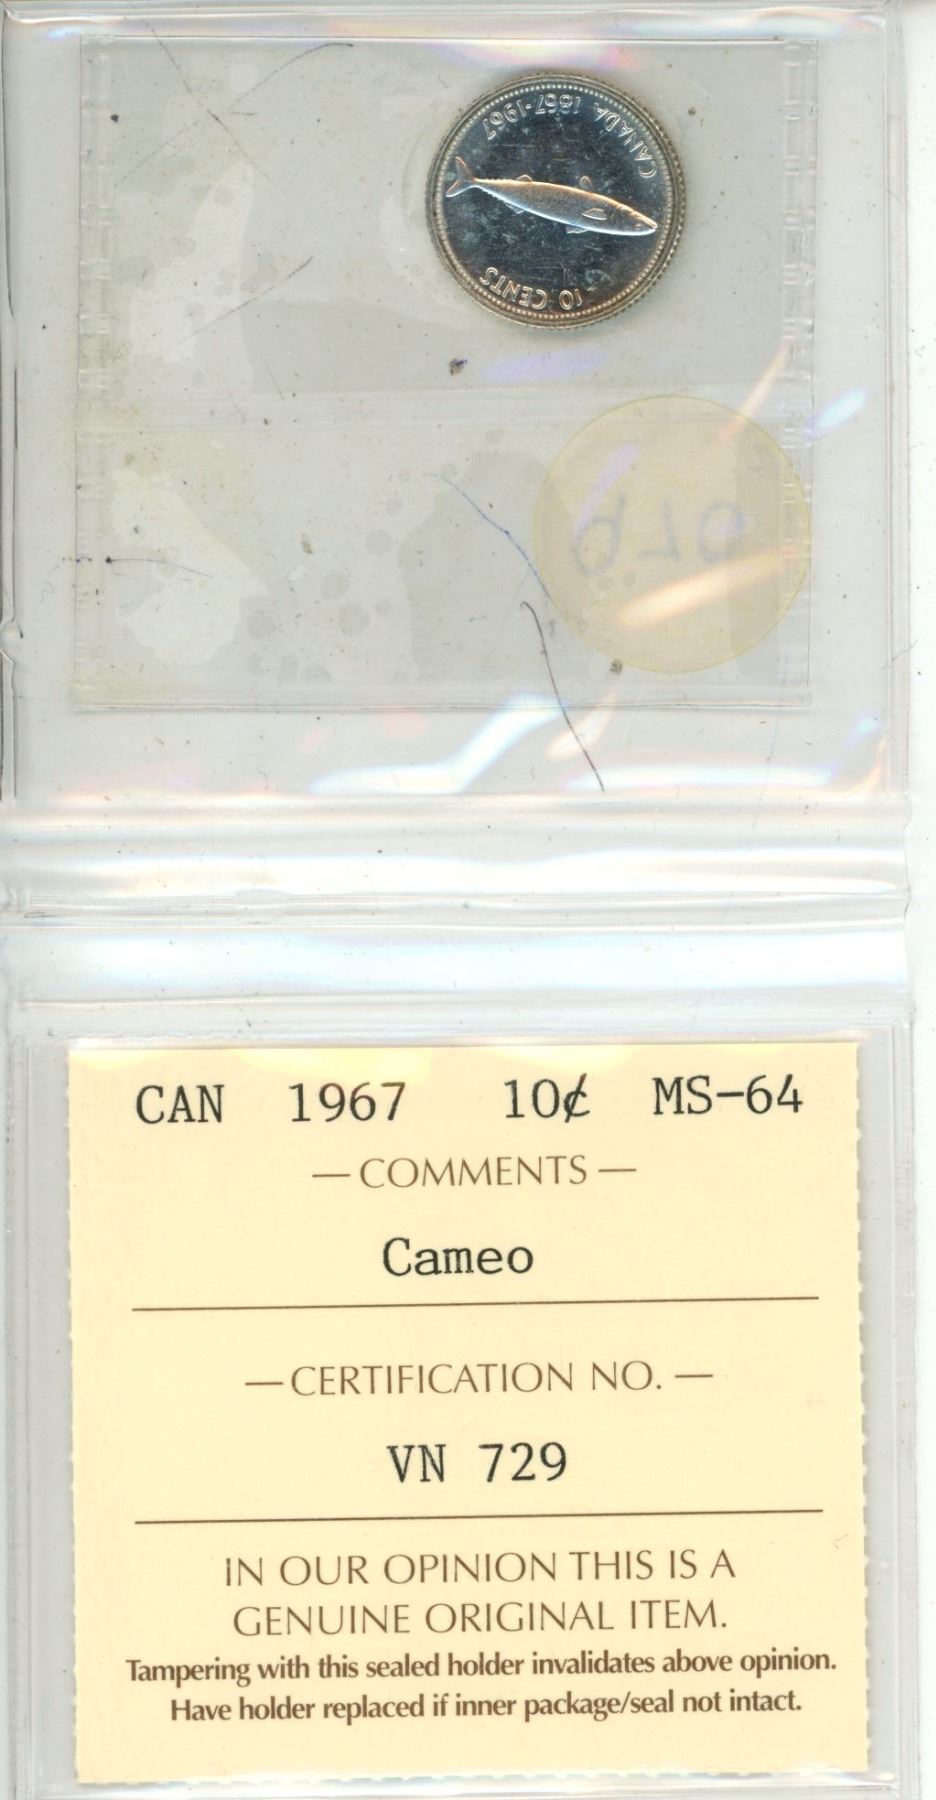 CANADA 1867-1967
10 CENTS
CAN 1967 10¢ MS-64
— COMMENTS —
Cameo
— CERTIFICATION NO. —
VN 729
IN OUR OPINION THIS IS A
GENUINE ORIGINAL ITEM.
Tampering with this sealed holder invalidates above opinion.
Have holder replaced if inner package/seal not intact.